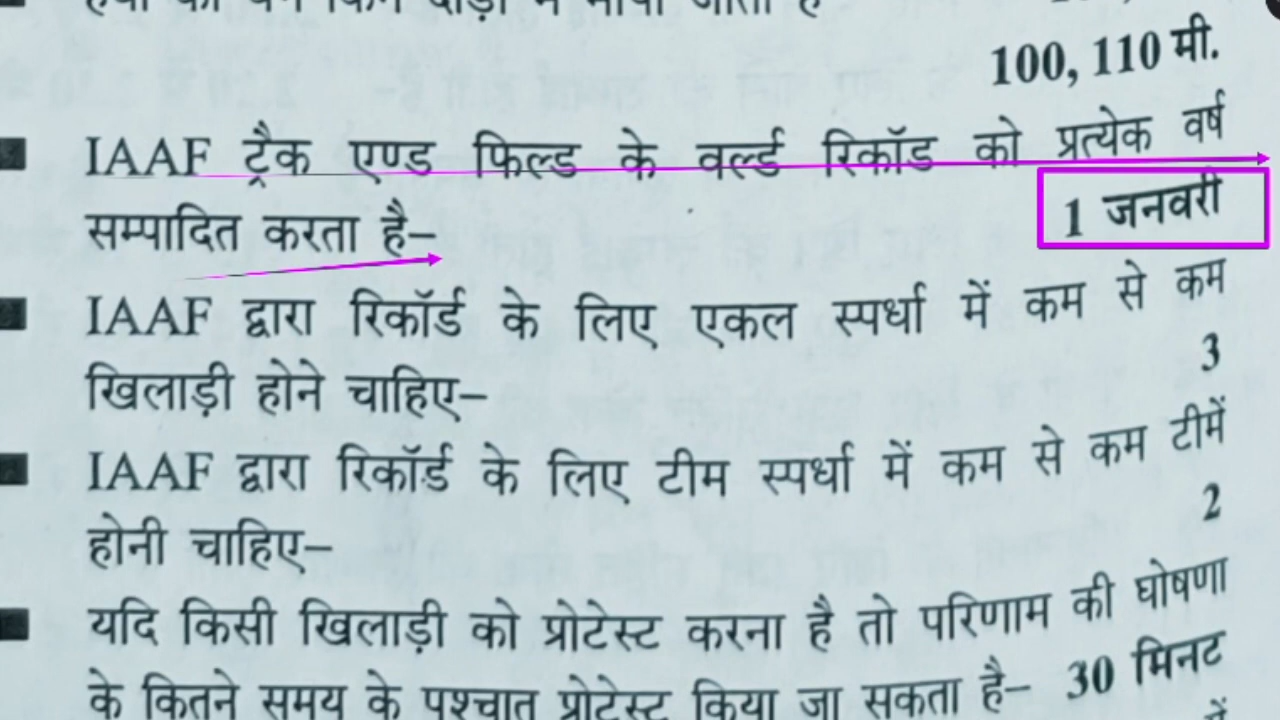 100, 110 मी.
IAAF ट्रैक एण्ड फिल्ड के वर्ल्ड रिकॉड को प्रत्येक वर्ष
सम्पादित करता है– 1 जनवरी
IAAF द्वारा रिकॉर्ड के लिए एकल स्पर्धा में कम से कम
खिलाड़ी होने चाहिए– 3
IAAF द्वारा रिकॉर्ड के लिए टीम स्पर्धा में कम से कम टीमें
होनी चाहिए– 2
यदि किसी खिलाड़ी को प्रोटेस्ट करना है तो परिणाम की घोषणा
के कितने समय के पश्चात प्रोटेस्ट किया जा सकता है– 30 मिनट